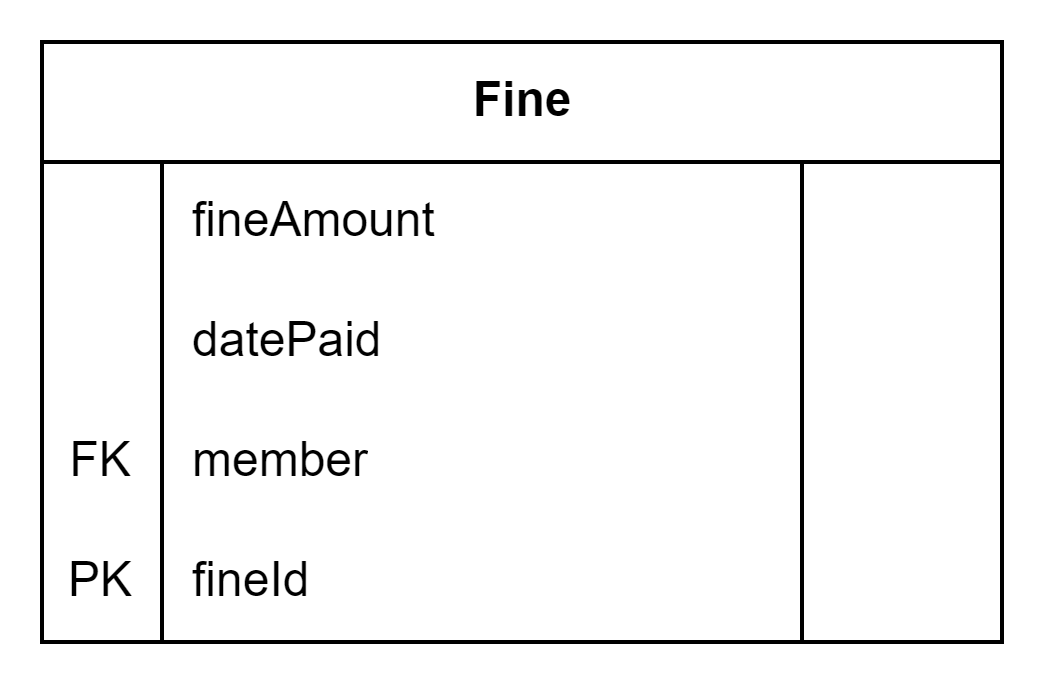 Fine
fineAmount
datePaid
FK member
PK fineId